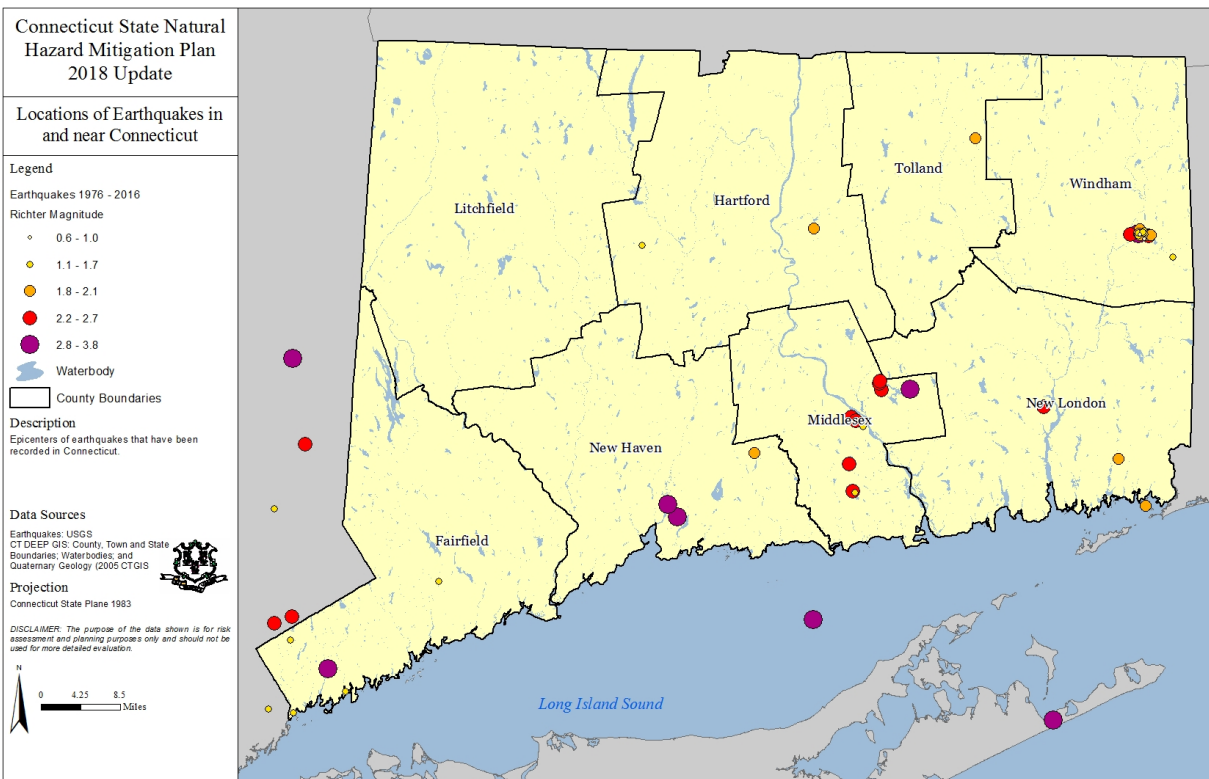 Connecticut State Natural
Hazard Mitigation Plan
2018 Update
Locations of Earthquakes in
and near Connecticut
Legend
Earthquakes 1976 - 2016
Richter Magnitude
0.6 - 1.0
1.1 - 1.7
1.8 - 2.1
2.2 - 2.7
2.8 - 3.8
Waterbody
County Boundaries
Description
Epicenters of earthquakes that have been
recorded in Connecticut.
Data Sources
Earthquakes: USGS
CT DEEP GIS: County, Town and State
Boundaries; Waterbodies; and
Quaternary Geology (2005 CTGIS
Projection
Connecticut State Plane 1983
DISCLAIMER: The purpose of the data shown is for risk
assessment and planning purposes only and should not be
used for more detailed evaluation.
N
0 4.25 8.5
Miles
Litchfield
Hartford
Tolland
Windham
New Haven
Middlesex
New London
Fairfield
Long Island Sound